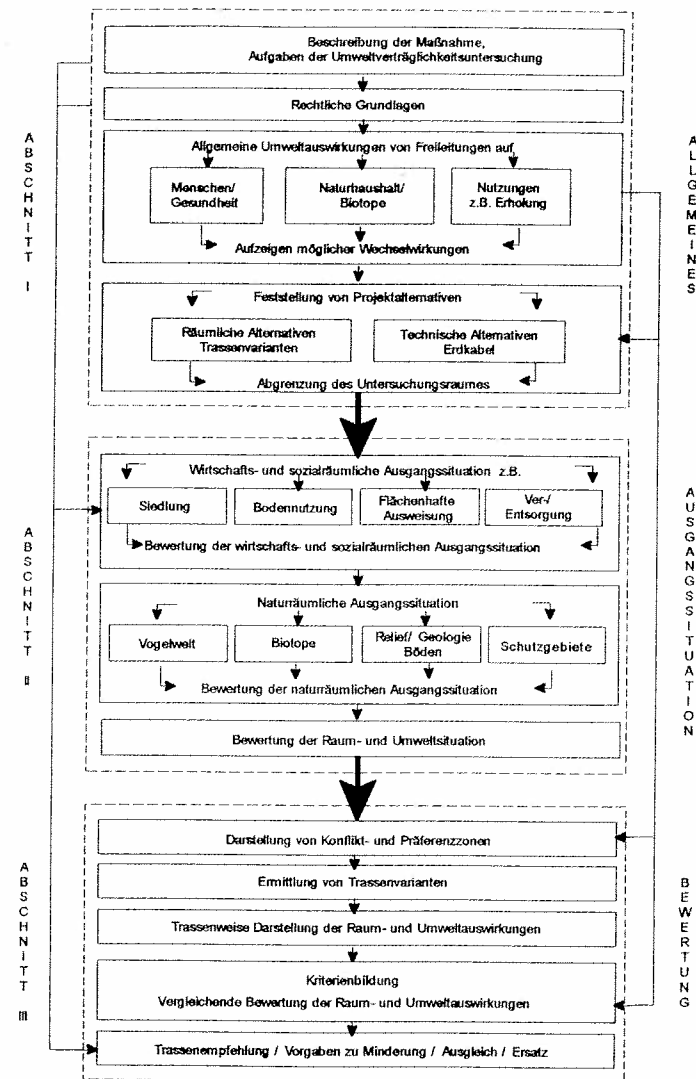 Beschreibung der Maßnahme,
Aufgaben der Umweltverträglichkeitsuntersuchung
Rechtliche Grundlagen
Allgemeine Umweltauswirkungen von Freileitungen auf
Menschen/
Gesundheit
Naturhaushalt/
Biotope
Nutzungen
z.B. Erholung
Aufzeigen möglicher Wechselwirkungen
Feststellung von Projektalternativen
Räumliche Alternativen
Trassenvarianten
Technische Alternativen
Erdkabel
Abgrenzung des Untersuchungsraumes
ABSCHNITT I
ALLGEMEINES
Wirtschafts- und sozialräumliche Ausgangssituation z.B.
Siedlung
Bodennutzung
Flächenhafte
Ausweisung
Ver-/
Entsorgung
Bewertung der wirtschafts- und sozialräumlichen Ausgangssituation
Naturräumliche Ausgangssituation
Vogelwelt
Biotope
Relief/ Geologie
Böden
Schutzgebiete
Bewertung der naturräumlichen Ausgangssituation
Bewertung der Raum- und Umweltsituation
ABSCHNITT II
AUSGANGSSITUATION
Darstellung von Konflikt- und Präferenzzonen
Ermittlung von Trassenvarianten
Trassenweise Darstellung der Raum- und Umweltauswirkungen
Kriterienbildung
Vergleichende Bewertung der Raum- und Umweltauswirkungen
Trassenempfehlung / Vorgaben zu Minderung / Ausgleich / Ersatz
ABSCHNITT III
BEWERTUNG